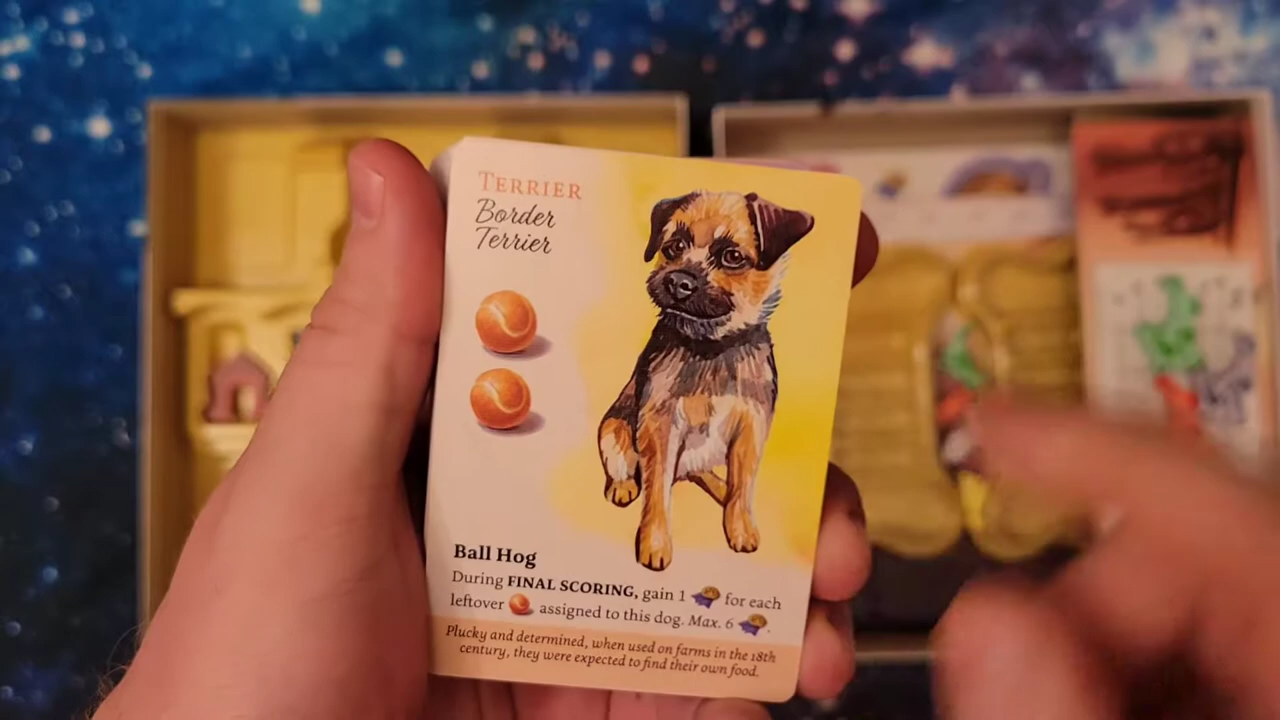 TERRIER
Border
Terrier
Ball Hog
During FINAL SCORING, gain 1 for each
leftover assigned to this dog. Max. 6 .
Plucky and determined, when used on farms in the 18th
century, they were expected to find their own food.